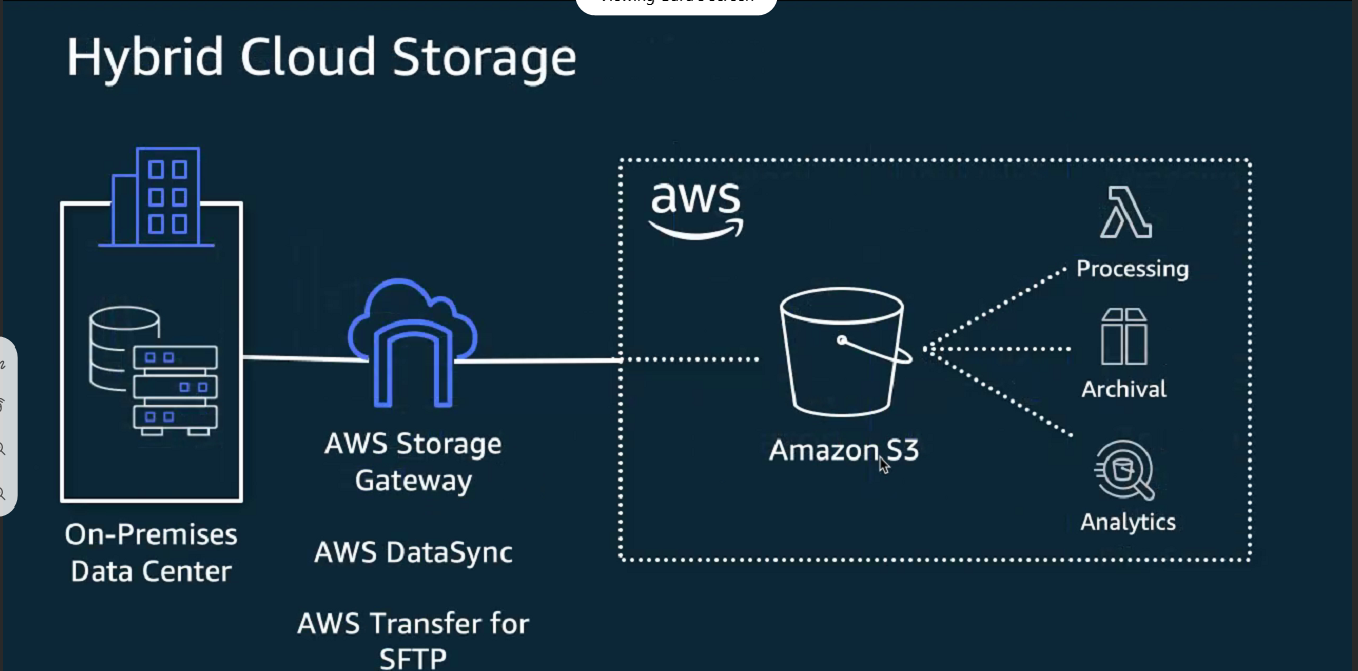 Hybrid Cloud Storage
aws
Processing
Archival
Amazon S3
Analytics
AWS Storage
Gateway
On-Premises
Data Center
AWS DataSync
AWS Transfer for
SFTP